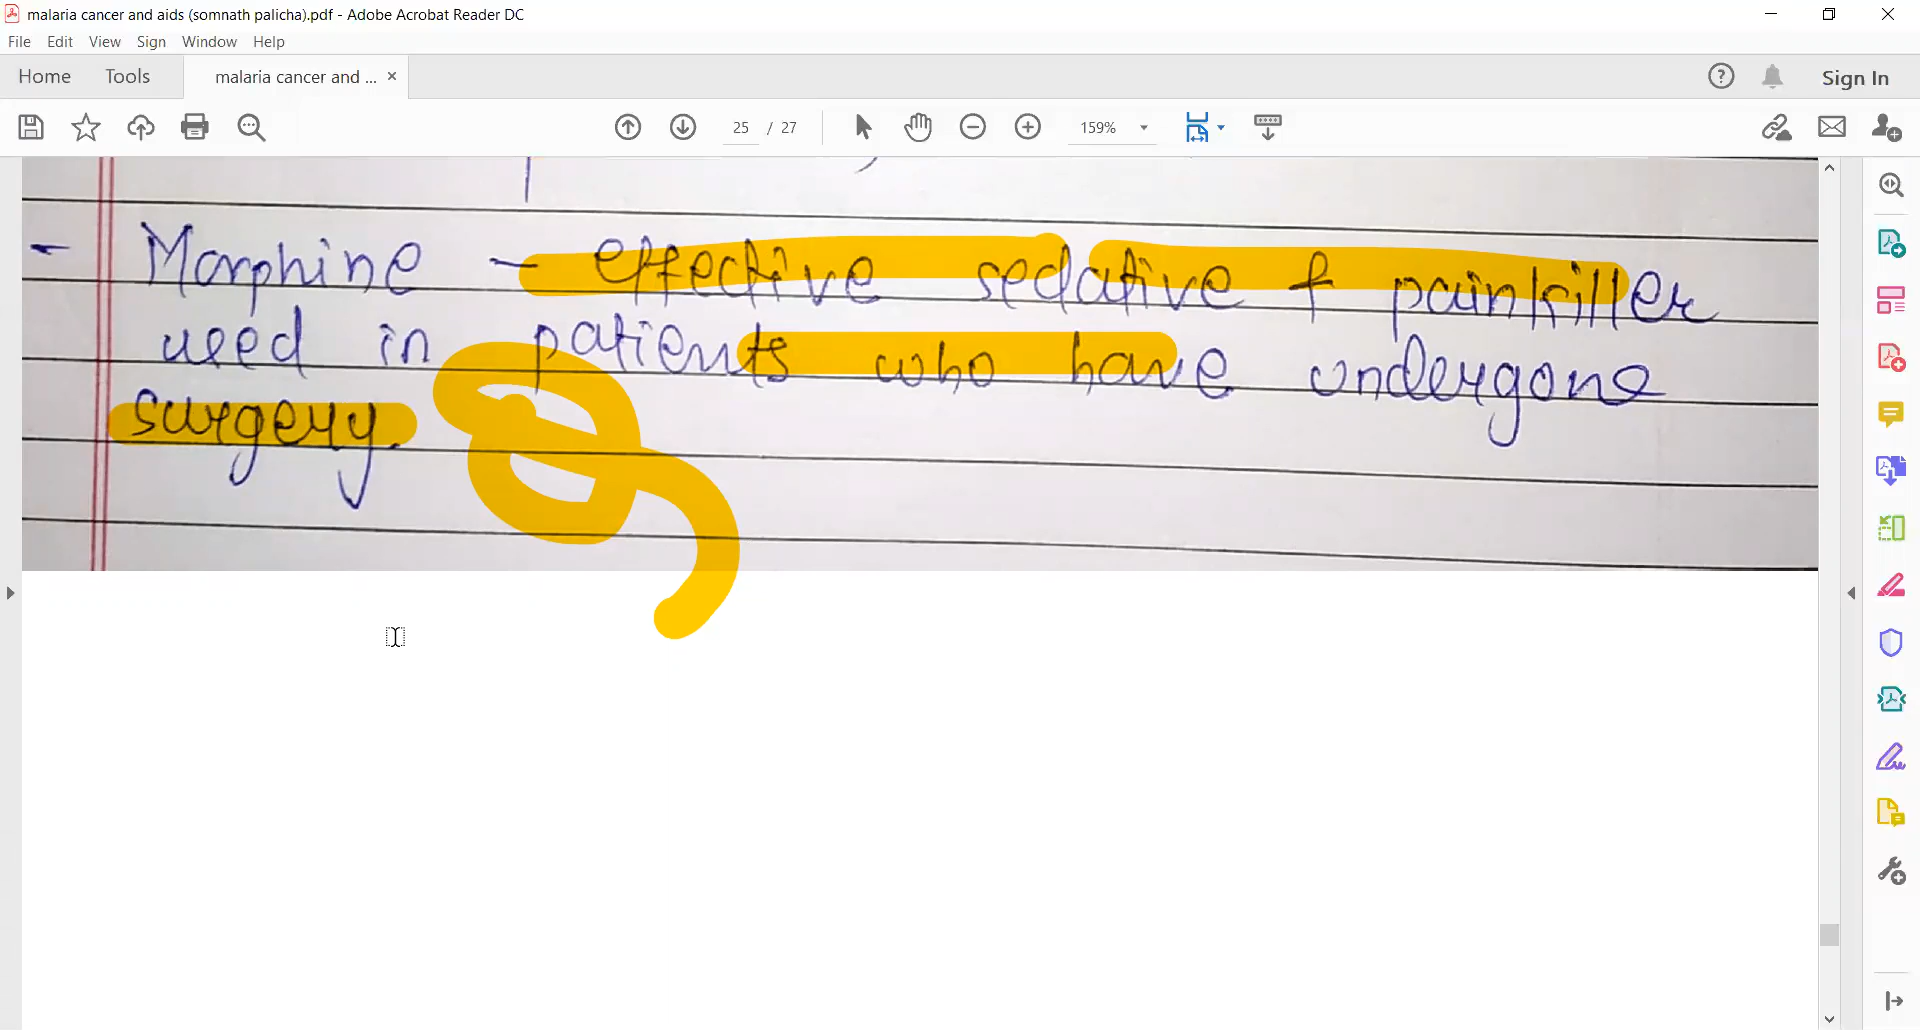 malaria cancer and aids (somnath palicha).pdf - Adobe Acrobat Reader DC
File Edit View Sign Window Help
Home Tools malaria cancer and ... × Sign In
25 / 27 159%
- Morphine - effective sedative & painkiller
used in patients who have undergone
surgery.